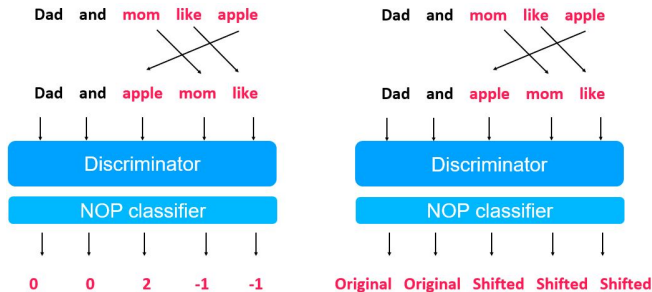 Dad and mom like apple
Dad and apple mom like
Discriminator
NOP classifier
0 0 2 -1 -1
Dad and mom like apple
Dad and apple mom like
Discriminator
NOP classifier
Original Original Shifted Shifted Shifted